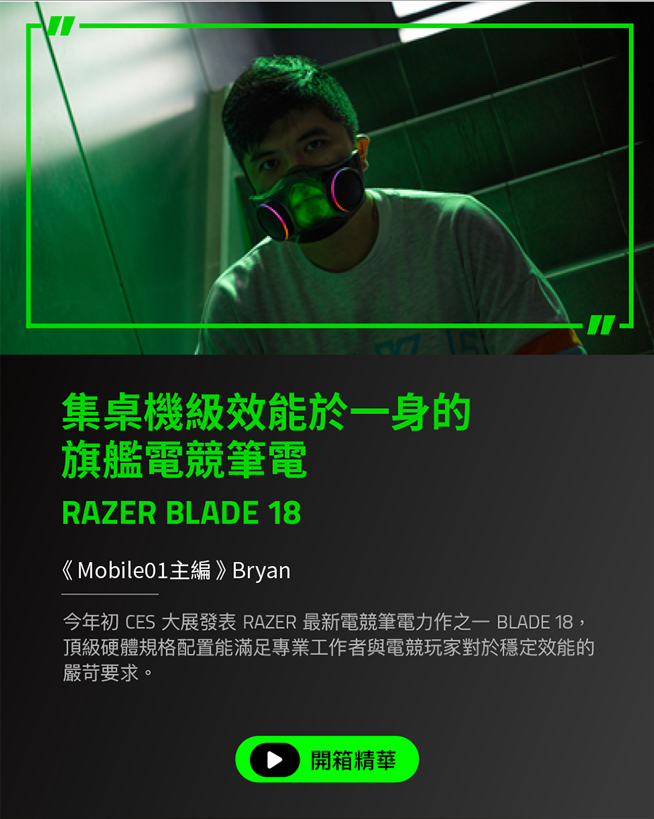 集桌機級效能於一身的
旗艦電競筆電
RAZER BLADE 18
《Mobile01主編》Bryan
今年初 CES 大展發表 RAZER 最新電競筆電力作之一 BLADE 18，
頂級硬體規格配置能滿足專業工作者與電競玩家對於穩定效能的
嚴苛要求。
開箱精華